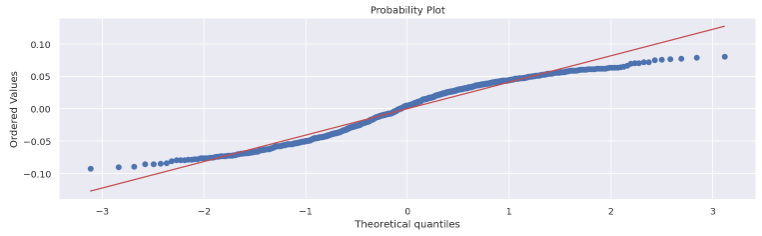 Probability Plot
Ordered Values
0.10
0.05
0.00
−0.05
−0.10
−3 −2 −1 0 1 2 3
Theoretical quantiles